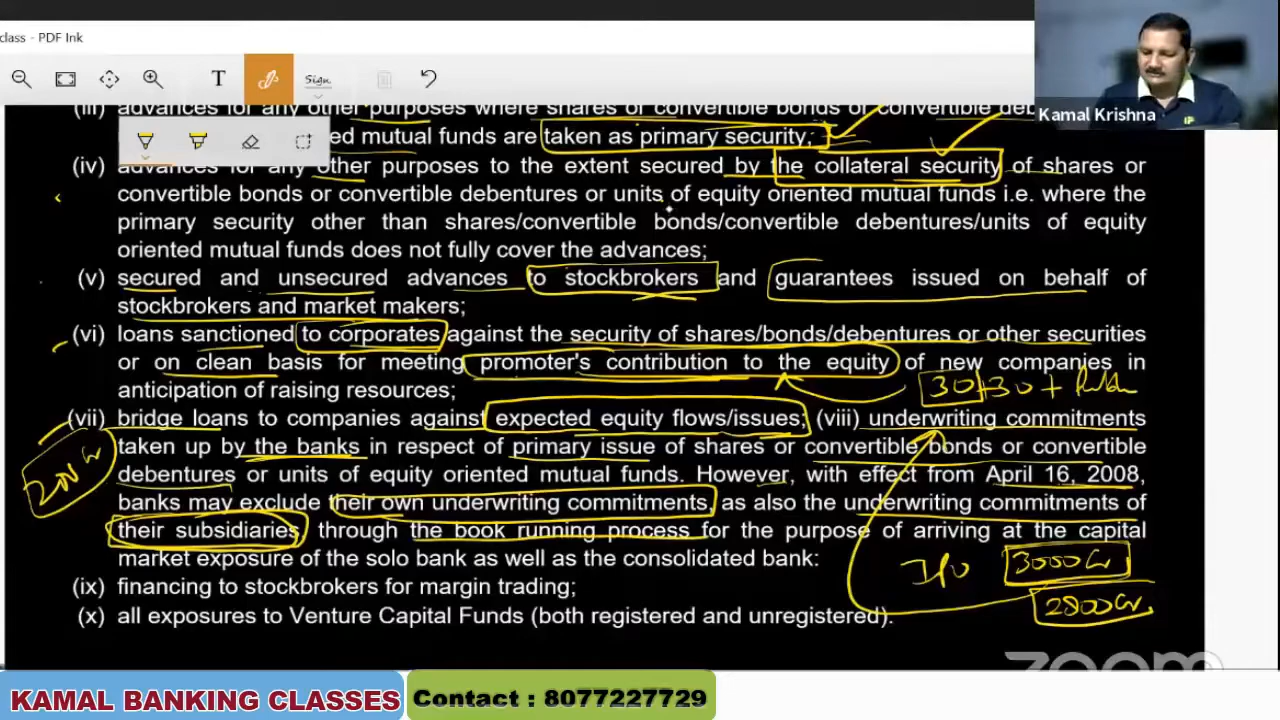 class - PDF Ink
T
Sign
Kamal Krishna
(iii) advances for any other purposes where shares or convertible bonds or convertible
mutual funds are taken as primary security;
(iv) advances for any other purposes to the extent secured by the collateral security of shares or
convertible bonds or convertible debentures or units of equity oriented mutual funds i.e. where the
primary security other than shares/convertible bonds/convertible debentures/units of equity
oriented mutual funds does not fully cover the advances;
(v) secured and unsecured advances to stockbrokers and guarantees issued on behalf of
stockbrokers and market makers;
(vi) loans sanctioned to corporates against the security of shares/bonds/debentures or other securities
or on clean basis for meeting promoter's contribution to the equity of new companies in
30+30+
anticipation of raising resources;
(vii) bridge loans to companies against expected equity flows/issues; (viii) underwriting commitments
taken up by the banks in respect of primary issue of shares or convertible bonds or convertible
200 Cr
debentures or units of equity oriented mutual funds. However, with effect from April 16, 2008,
banks may exclude their own underwriting commitments, as also the underwriting commitments of
their subsidiaries, through the book running process for the purpose of arriving at the capital
market exposure of the solo bank as well as the consolidated bank:
IPO 3000 Cr
(ix) financing to stockbrokers for margin trading;
2800 Cr
(x) all exposures to Venture Capital Funds (both registered and unregistered).
zoom
KAMAL BANKING CLASSES
Contact : 8077227729